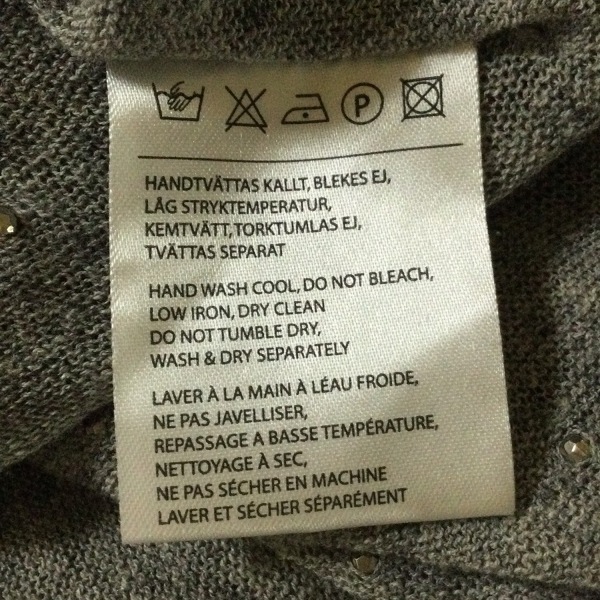 P
HANDTVÄTTAS KALLT, BLEKES EJ,
LÅG STRYKTEMPERATUR,
KEMTVÄTT, TORKTUMLAS EJ,
TVÄTTAS SEPARAT
HAND WASH COOL, DO NOT BLEACH,
LOW IRON, DRY CLEAN
DO NOT TUMBLE DRY,
WASH & DRY SEPARATELY
LAVER À LA MAIN À LÉAU FROIDE,
NE PAS JAVELLISER,
REPASSAGE A BASSE TEMPÉRATURE,
NETTOYAGE À SEC,
NE PAS SÉCHER EN MACHINE
LAVER ET SÉCHER SÉPARÉMENT